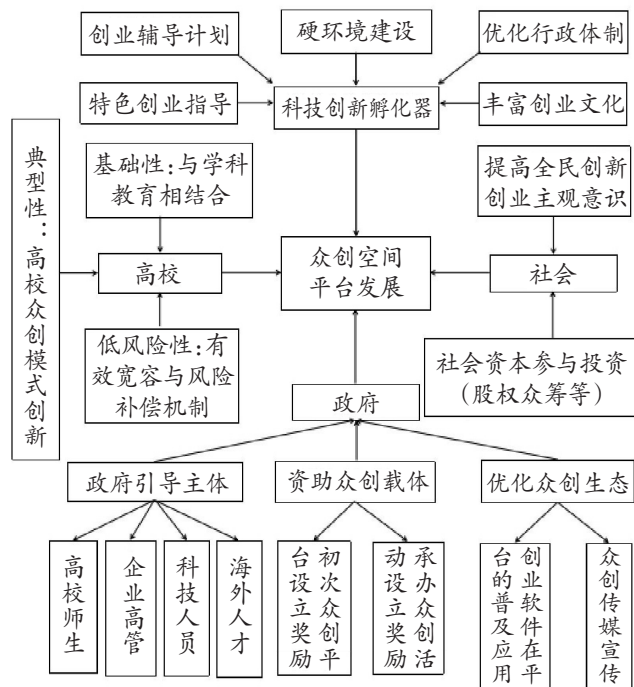 创业辅导计划
硬环境建设
优化行政体制
特色创业指导
科技创新孵化器
丰富创业文化
典型性：高校众创模式创新
基础性：与学科
教育相结合
提高全民创新
创业主观意识
高校
众创空间
平台发展
社会
低风险性：有
效宽容与风险
补偿机制
社会资本参与投资
（股权众筹等）
政府
政府引导主体
资助众创载体
优化众创生态
高校师生
企业高管
科技人员
海外人才
初次众创平
台设立奖励
承办众创活
动设立奖励
创业软件在平
台的普及应用
众创传媒宣传